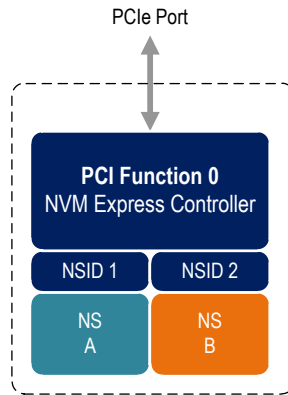 PCIe Port
PCI Function 0
NVM Express Controller
NSID 1
NSID 2
NS
A
NS
B